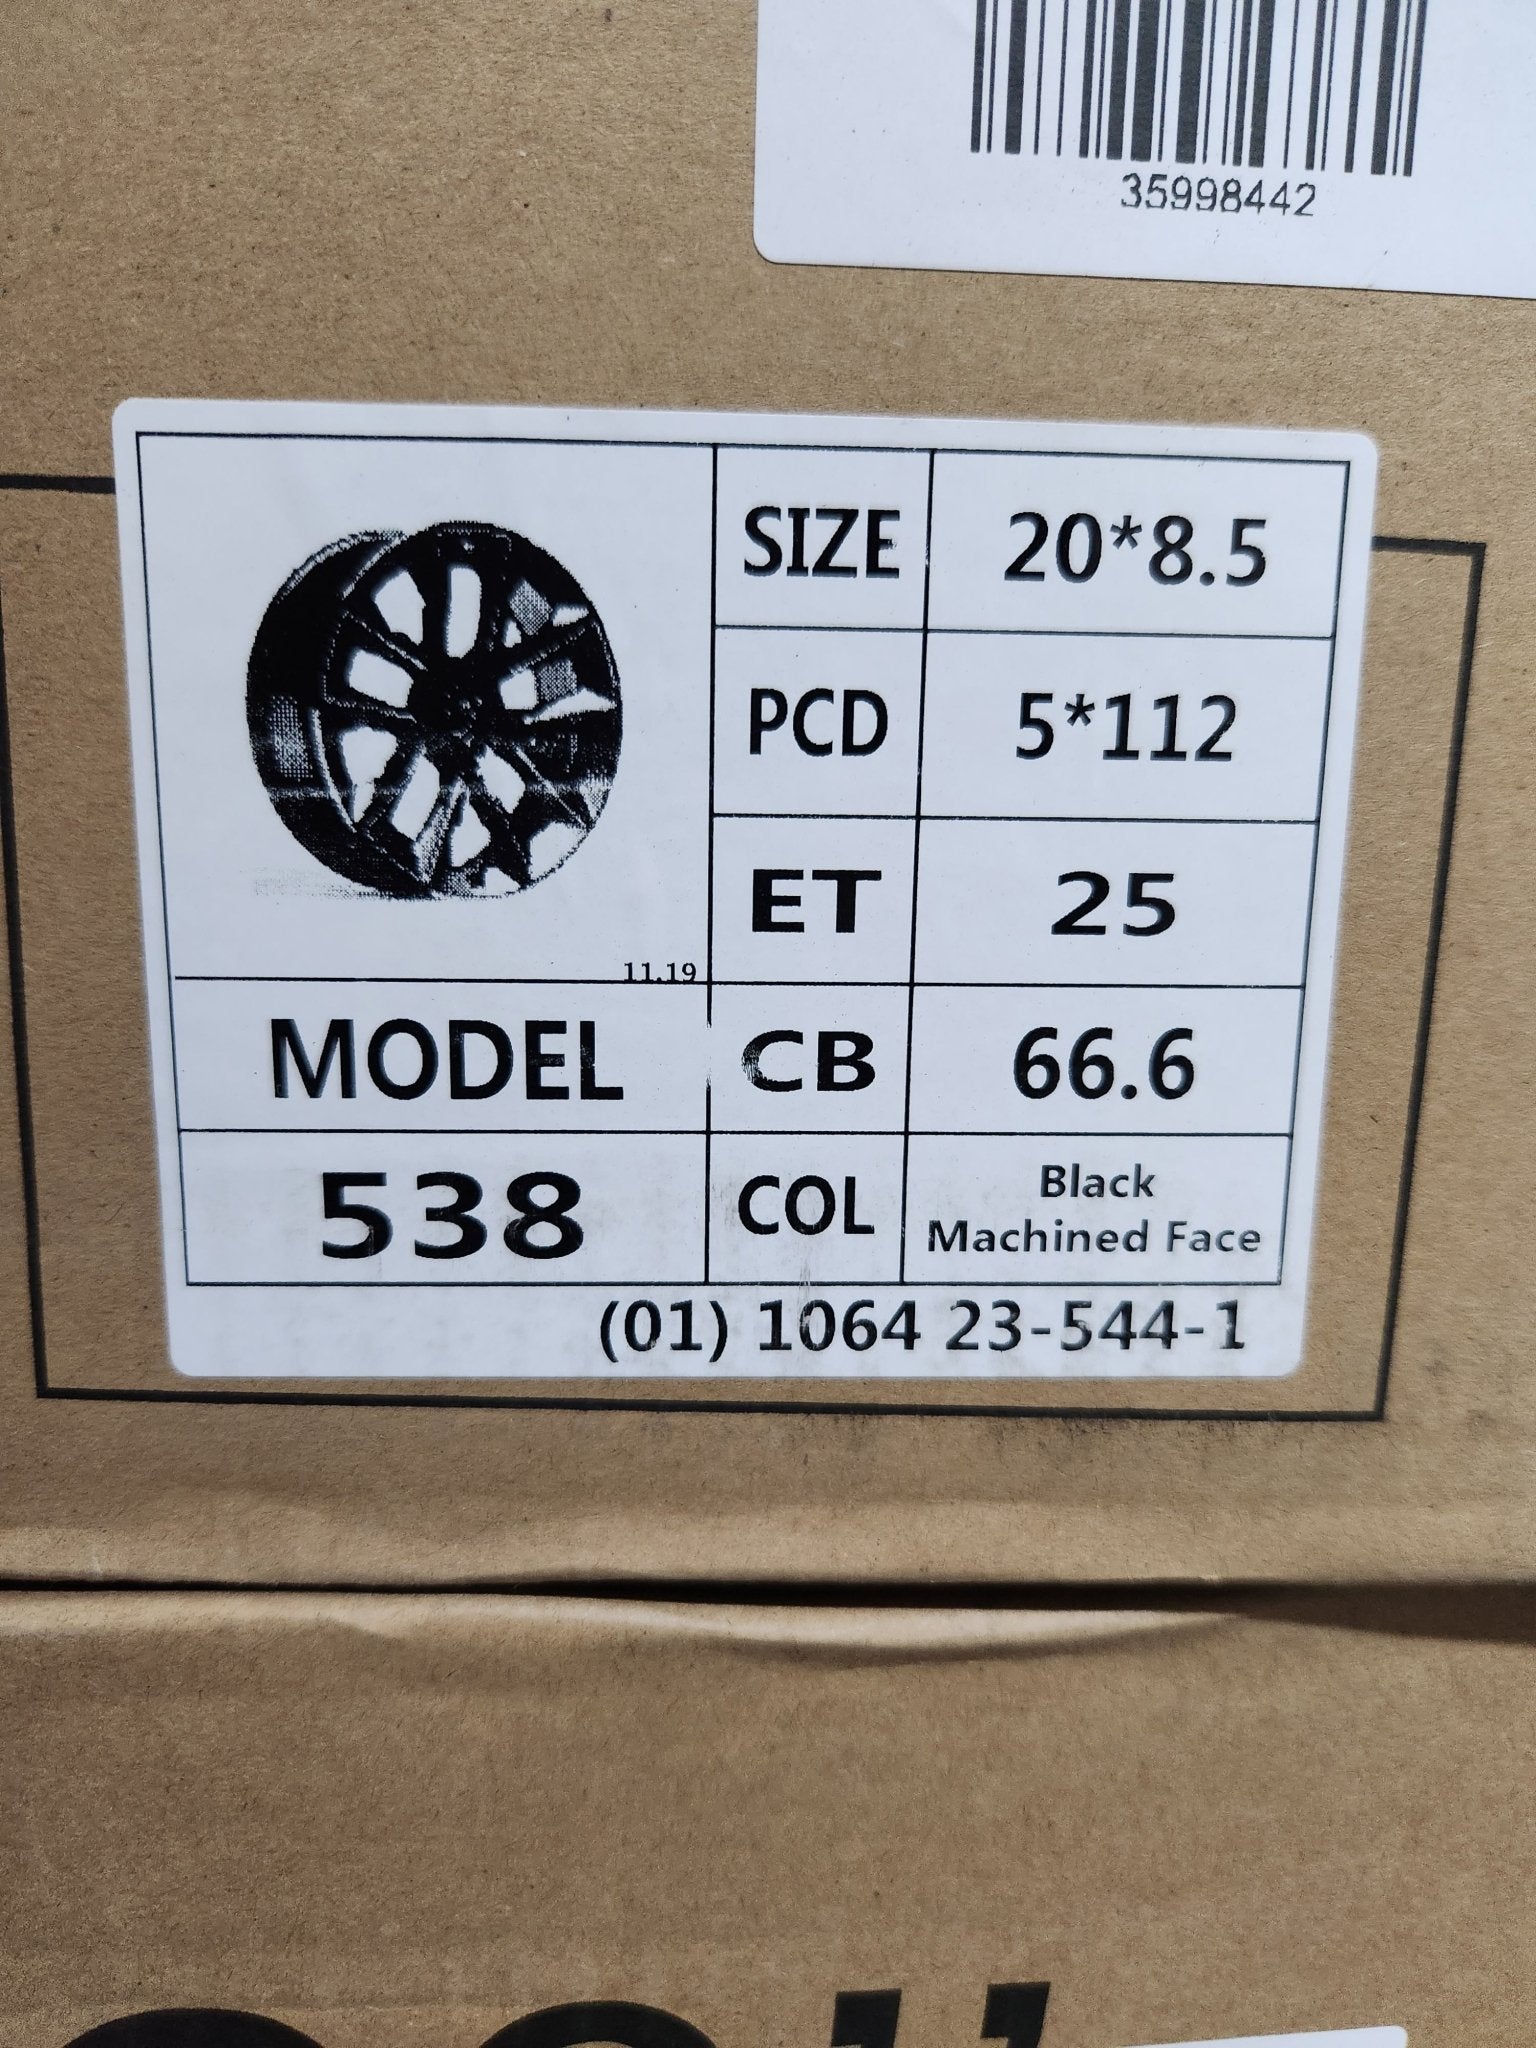 35998442
SIZE 20*8.5
PCD 5*112
ET 25
11.19
MODEL CB 66.6
538 COL Black
Machined Face
(01) 1064 23-544-1